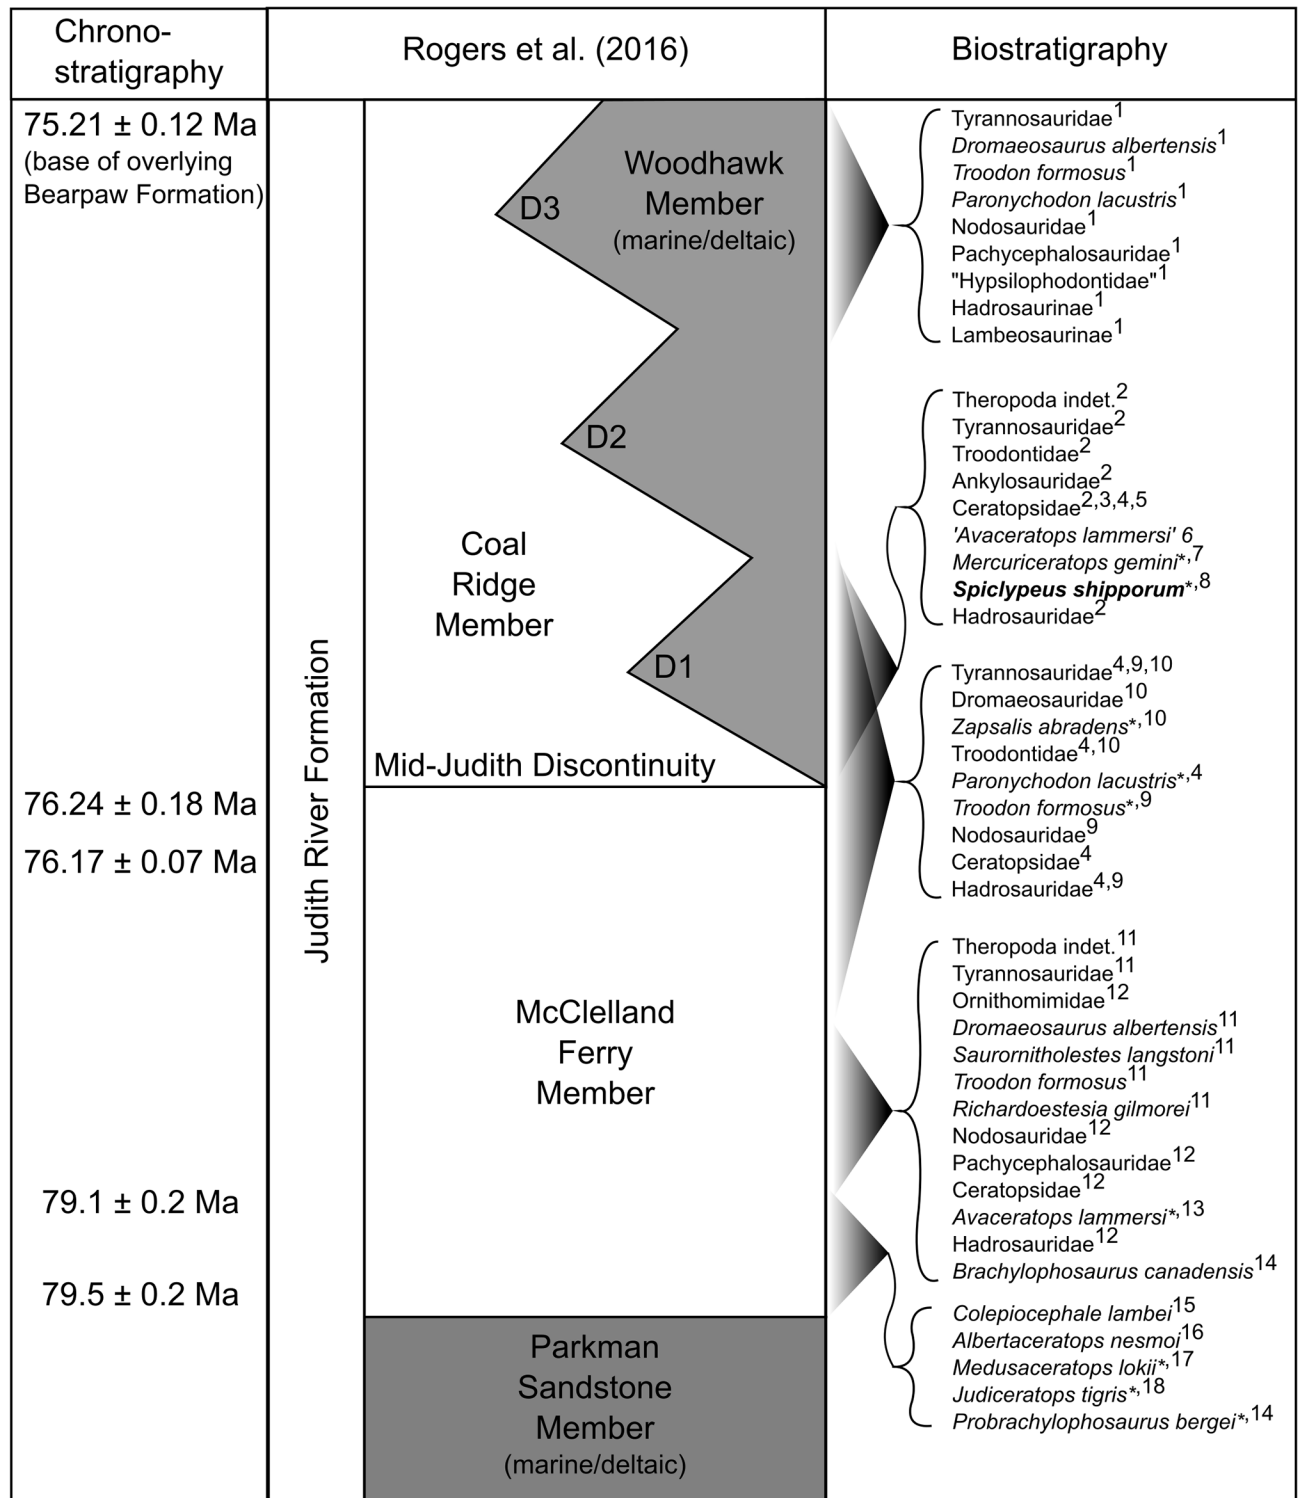 Chrono-
stratigraphy
Rogers et al. (2016)
Biostratigraphy
75.21 ± 0.12 Ma
(base of overlying
Bearpaw Formation)
76.24 ± 0.18 Ma
76.17 ± 0.07 Ma
79.1 ± 0.2 Ma
79.5 ± 0.2 Ma
Judith River Formation
Woodhawk
Member
(marine/deltaic)
D3
D2
Coal
Ridge
Member
D1
Mid-Judith Discontinuity
McClelland
Ferry
Member
Parkman
Sandstone
Member
(marine/deltaic)
Tyrannosauridae1
Dromaeosaurus albertensis1
Troodon formosus1
Paronychodon lacustris1
Nodosauridae1
Pachycephalosauridae1
"Hypsilophodontidae"1
Hadrosaurinae1
Lambeosaurinae1
Theropoda indet.2
Tyrannosauridae2
Troodontidae2
Ankylosauridae2
Ceratopsidae2,3,4,5
'Avaceratops lammersi' 6
Mercuriceratops gemini*,7
Spiclypeus shipporum*,8
Hadrosauridae2
Tyrannosauridae4,9,10
Dromaeosauridae10
Zapsalis abradens*,10
Troodontidae4,10
Paronychodon lacustris*,4
Troodon formosus*,9
Nodosauridae9
Ceratopsidae4
Hadrosauridae4,9
Theropoda indet.11
Tyrannosauridae11
Ornithomimidae12
Dromaeosaurus albertensis11
Saurornitholestes langstoni11
Troodon formosus11
Richardoestesia gilmorei11
Nodosauridae12
Pachycephalosauridae12
Ceratopsidae12
Avaceratops lammersi*,13
Hadrosauridae12
Brachylophosaurus canadensis14
Colepiocephale lambei15
Albertaceratops nesmoi16
Medusaceratops lokii*,17
Judiceratops tigris*,18
Probrachylophosaurus bergei*,14